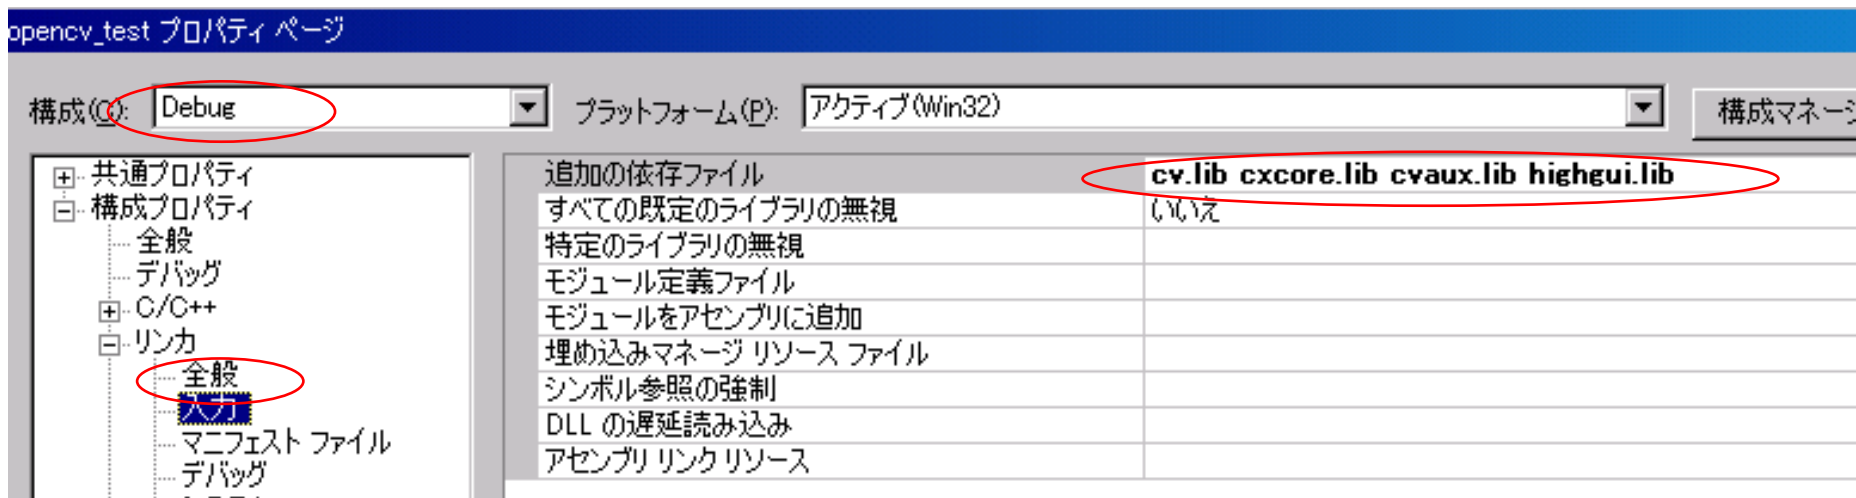 opencv_test プロパティ ページ
構成(C): Debug プラットフォーム(P): アクティブ(Win32) 構成マネー
共通プロパティ
構成プロパティ
全般
デバッグ
C/C++
リンカ
全般
入力
マニフェスト ファイル
デバッグ
追加の依存ファイル cv.lib cxcore.lib cvaux.lib highgui.lib
すべての既定のライブラリの無視 いいえ
特定のライブラリの無視
モジュール定義ファイル
モジュールをアセンブリに追加
埋め込みマネージ リソース ファイル
シンボル参照の強制
DLL の遅延読み込み
アセンブリ リンク リソース